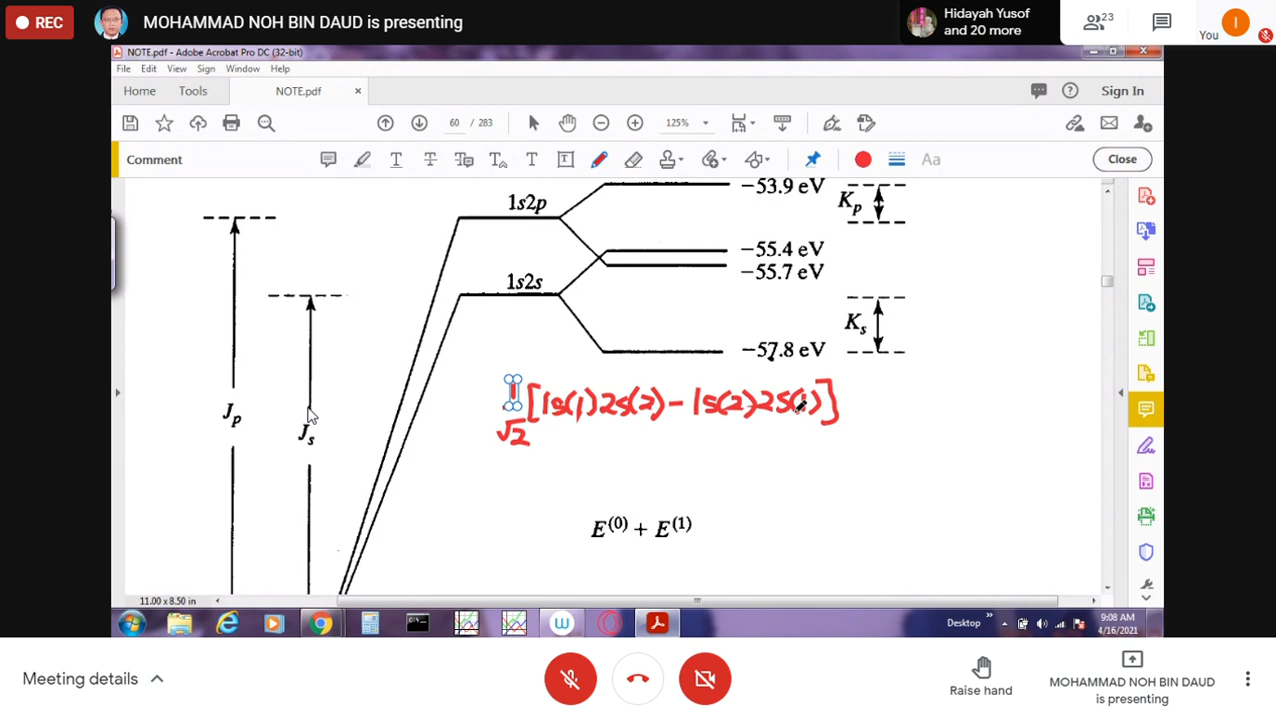 REC
MOHAMMAD NOH BIN DAUD is presenting
Hidayah Yusof
and 20 more
23
I
You
NOTE.pdf - Adobe Acrobat Pro DC (32-bit)
File Edit View Sign Window Help
Home Tools NOTE.pdf × Sign In
60 / 283 125%
Comment Aa Close
−53.9 eV
1s2p Kp
−55.4 eV
−55.7 eV
1s2s
Ks
−57.8 eV
1/√2 [1s(1)2s(2) − 1s(2)2s(1)]
Jp Js
E(0) + E(1)
11.00 x 8.50 in
Desktop »
9:08 AM
4/16/2021
Meeting details
Raise hand
MOHAMMAD NOH BIN DAUD
is presenting